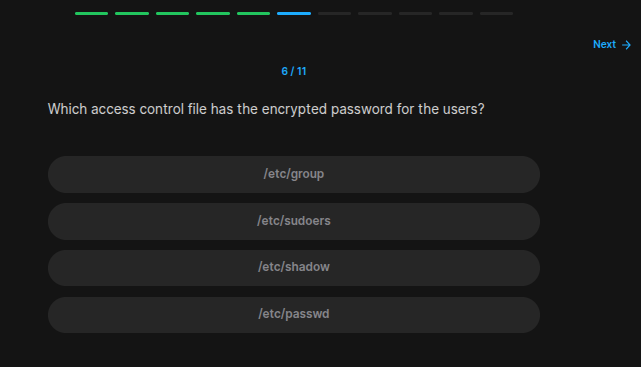 Next →
6 / 11
Which access control file has the encrypted password for the users?
/etc/group
/etc/sudoers
/etc/shadow
/etc/passwd